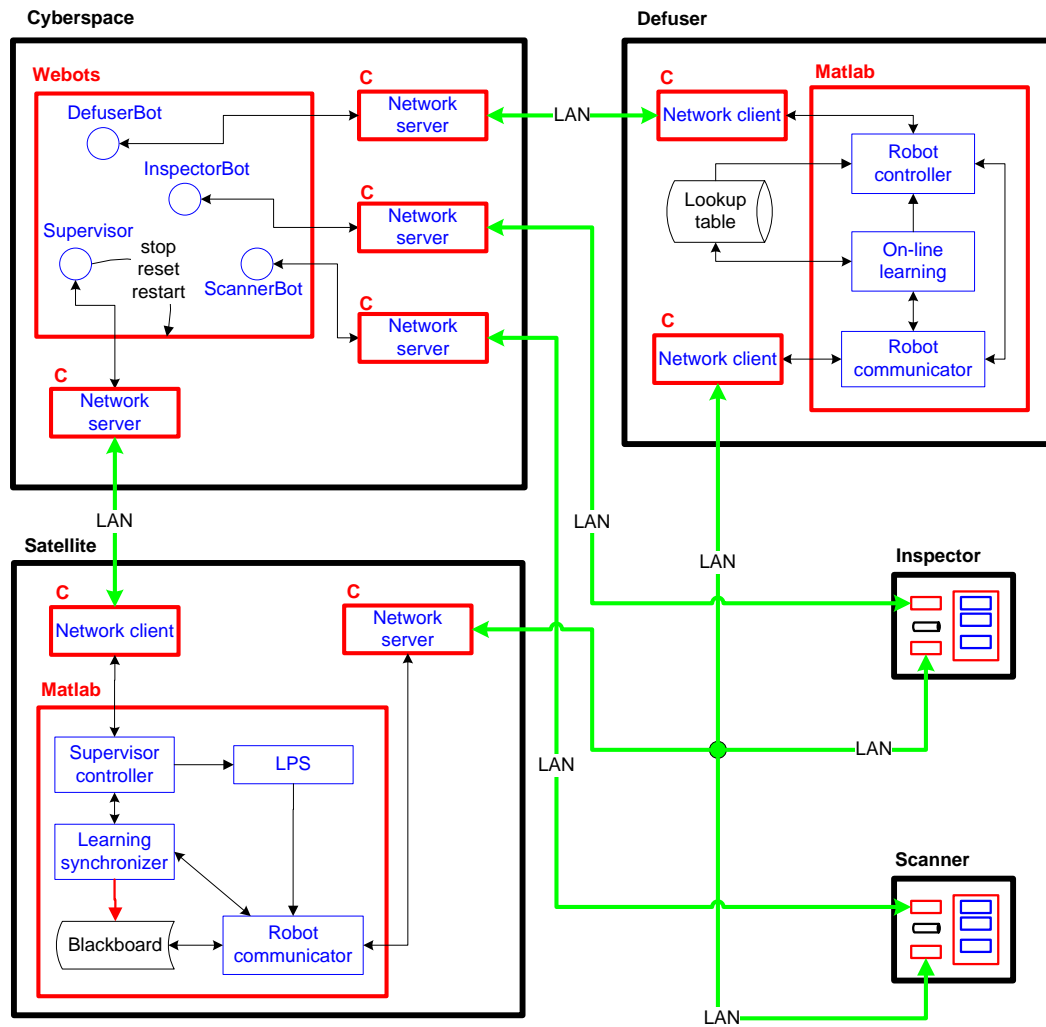 Cyberspace
Webots
DefuserBot
InspectorBot
Supervisor
stop
reset
restart
ScannerBot
C
Network
server
C
Network
server
C
Network
server
C
Network
server
LAN
Defuser
C
Network client
Matlab
Robot
controller
Lookup
table
On-line
learning
C
Network client
Robot
communicator
LAN
Satellite
C
Network client
C
Network
server
Matlab
Supervisor
controller
LPS
Learning
synchronizer
Blackboard
Robot
communicator
LAN
LAN
LAN
Inspector
LAN
Scanner
LAN